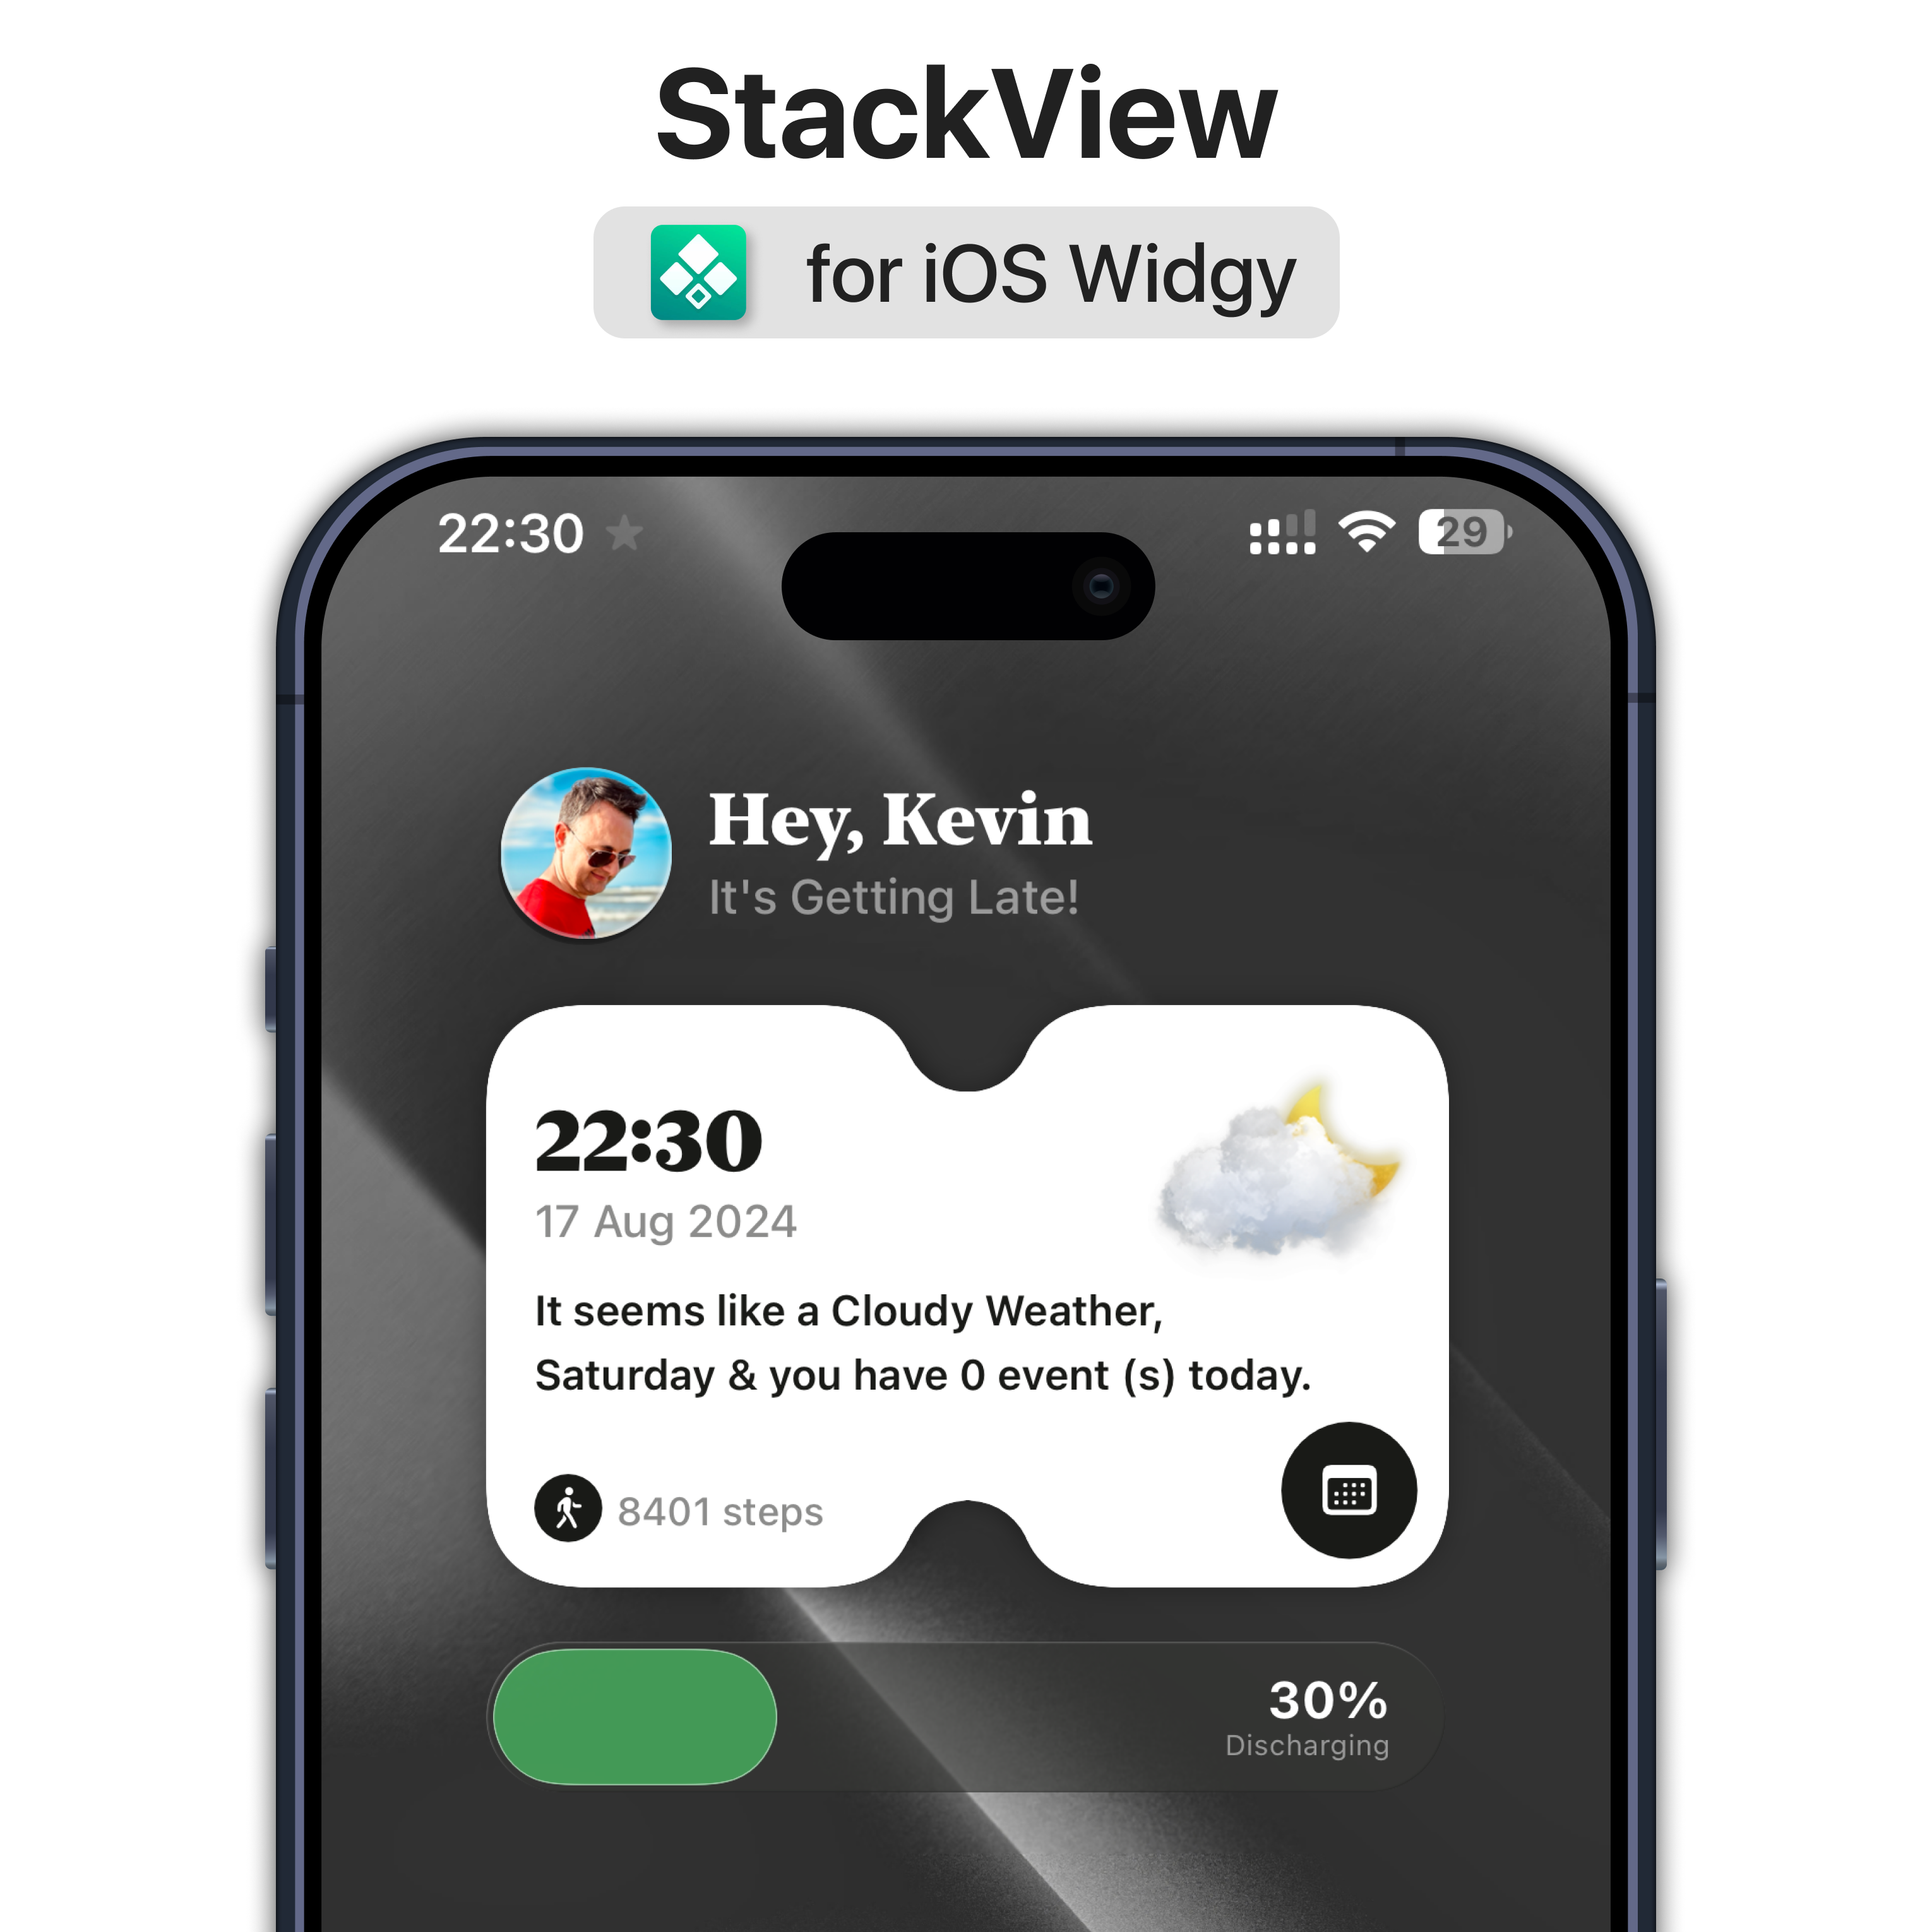 StackView
for iOS Widgy
22:30
29
Hey, Kevin
It's Getting Late!
22:30
17 Aug 2024
It seems like a Cloudy Weather,
Saturday & you have 0 event (s) today.
8401 steps
30%
Discharging